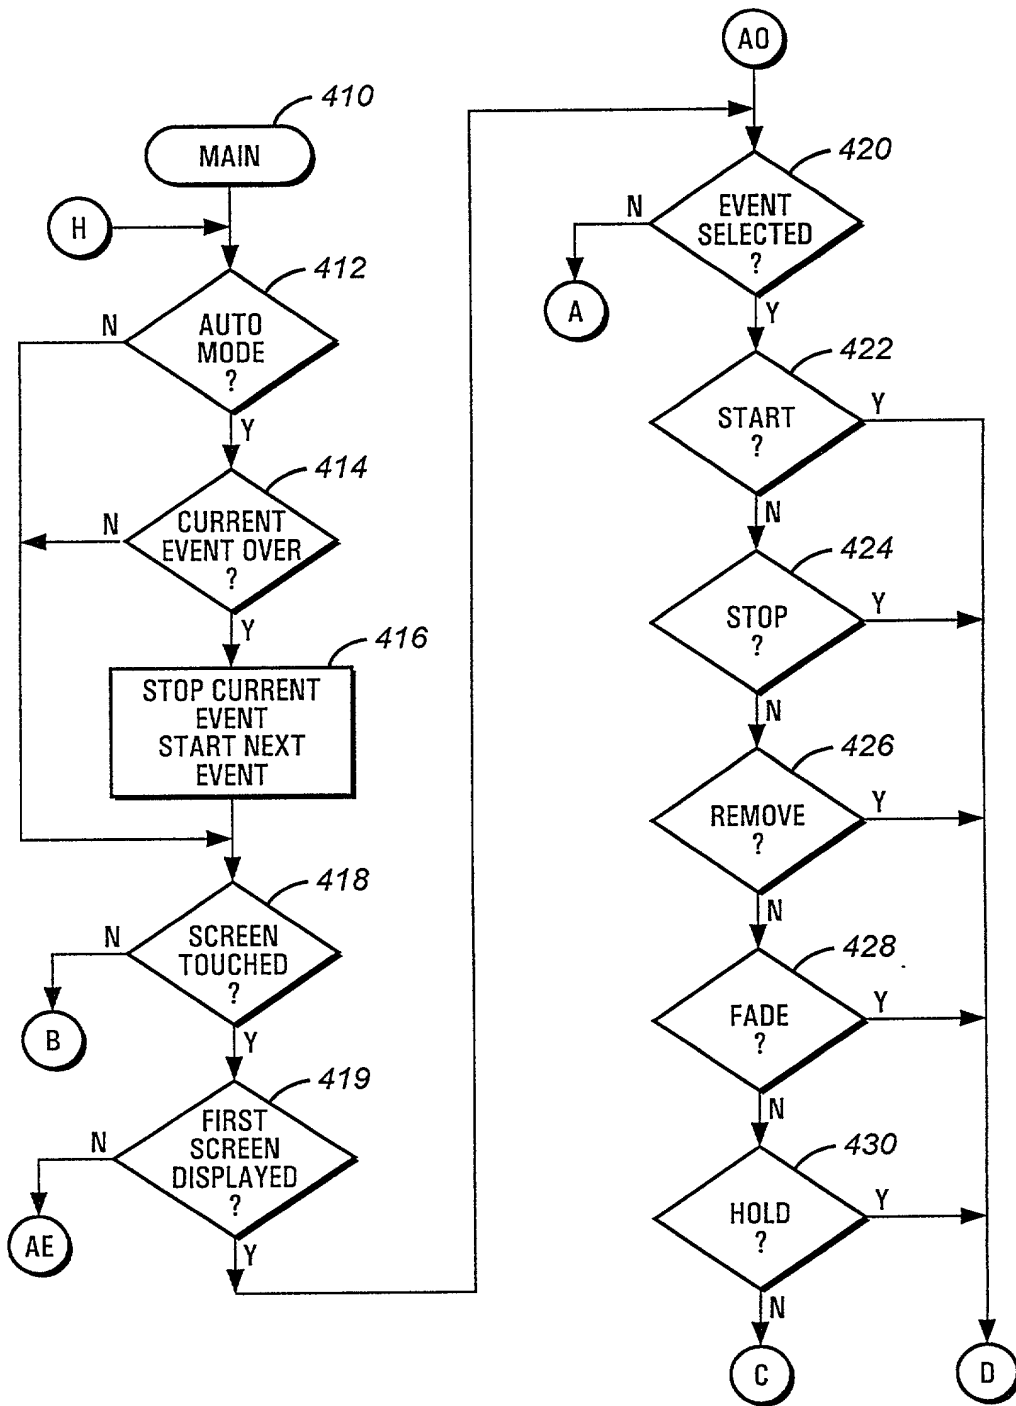 410
MAIN
H
412
AUTO
MODE
?
N
Y
414
CURRENT
EVENT OVER
?
N
Y
416
STOP CURRENT
EVENT
START NEXT
EVENT
418
SCREEN
TOUCHED
?
N
B
Y
419
FIRST
SCREEN
DISPLAYED
?
N
AE
Y
AO
420
EVENT
SELECTED
?
N
A
Y
422
START
?
Y
N
424
STOP
?
Y
N
426
REMOVE
?
Y
N
428
FADE
?
Y
N
430
HOLD
?
Y
N
C
D